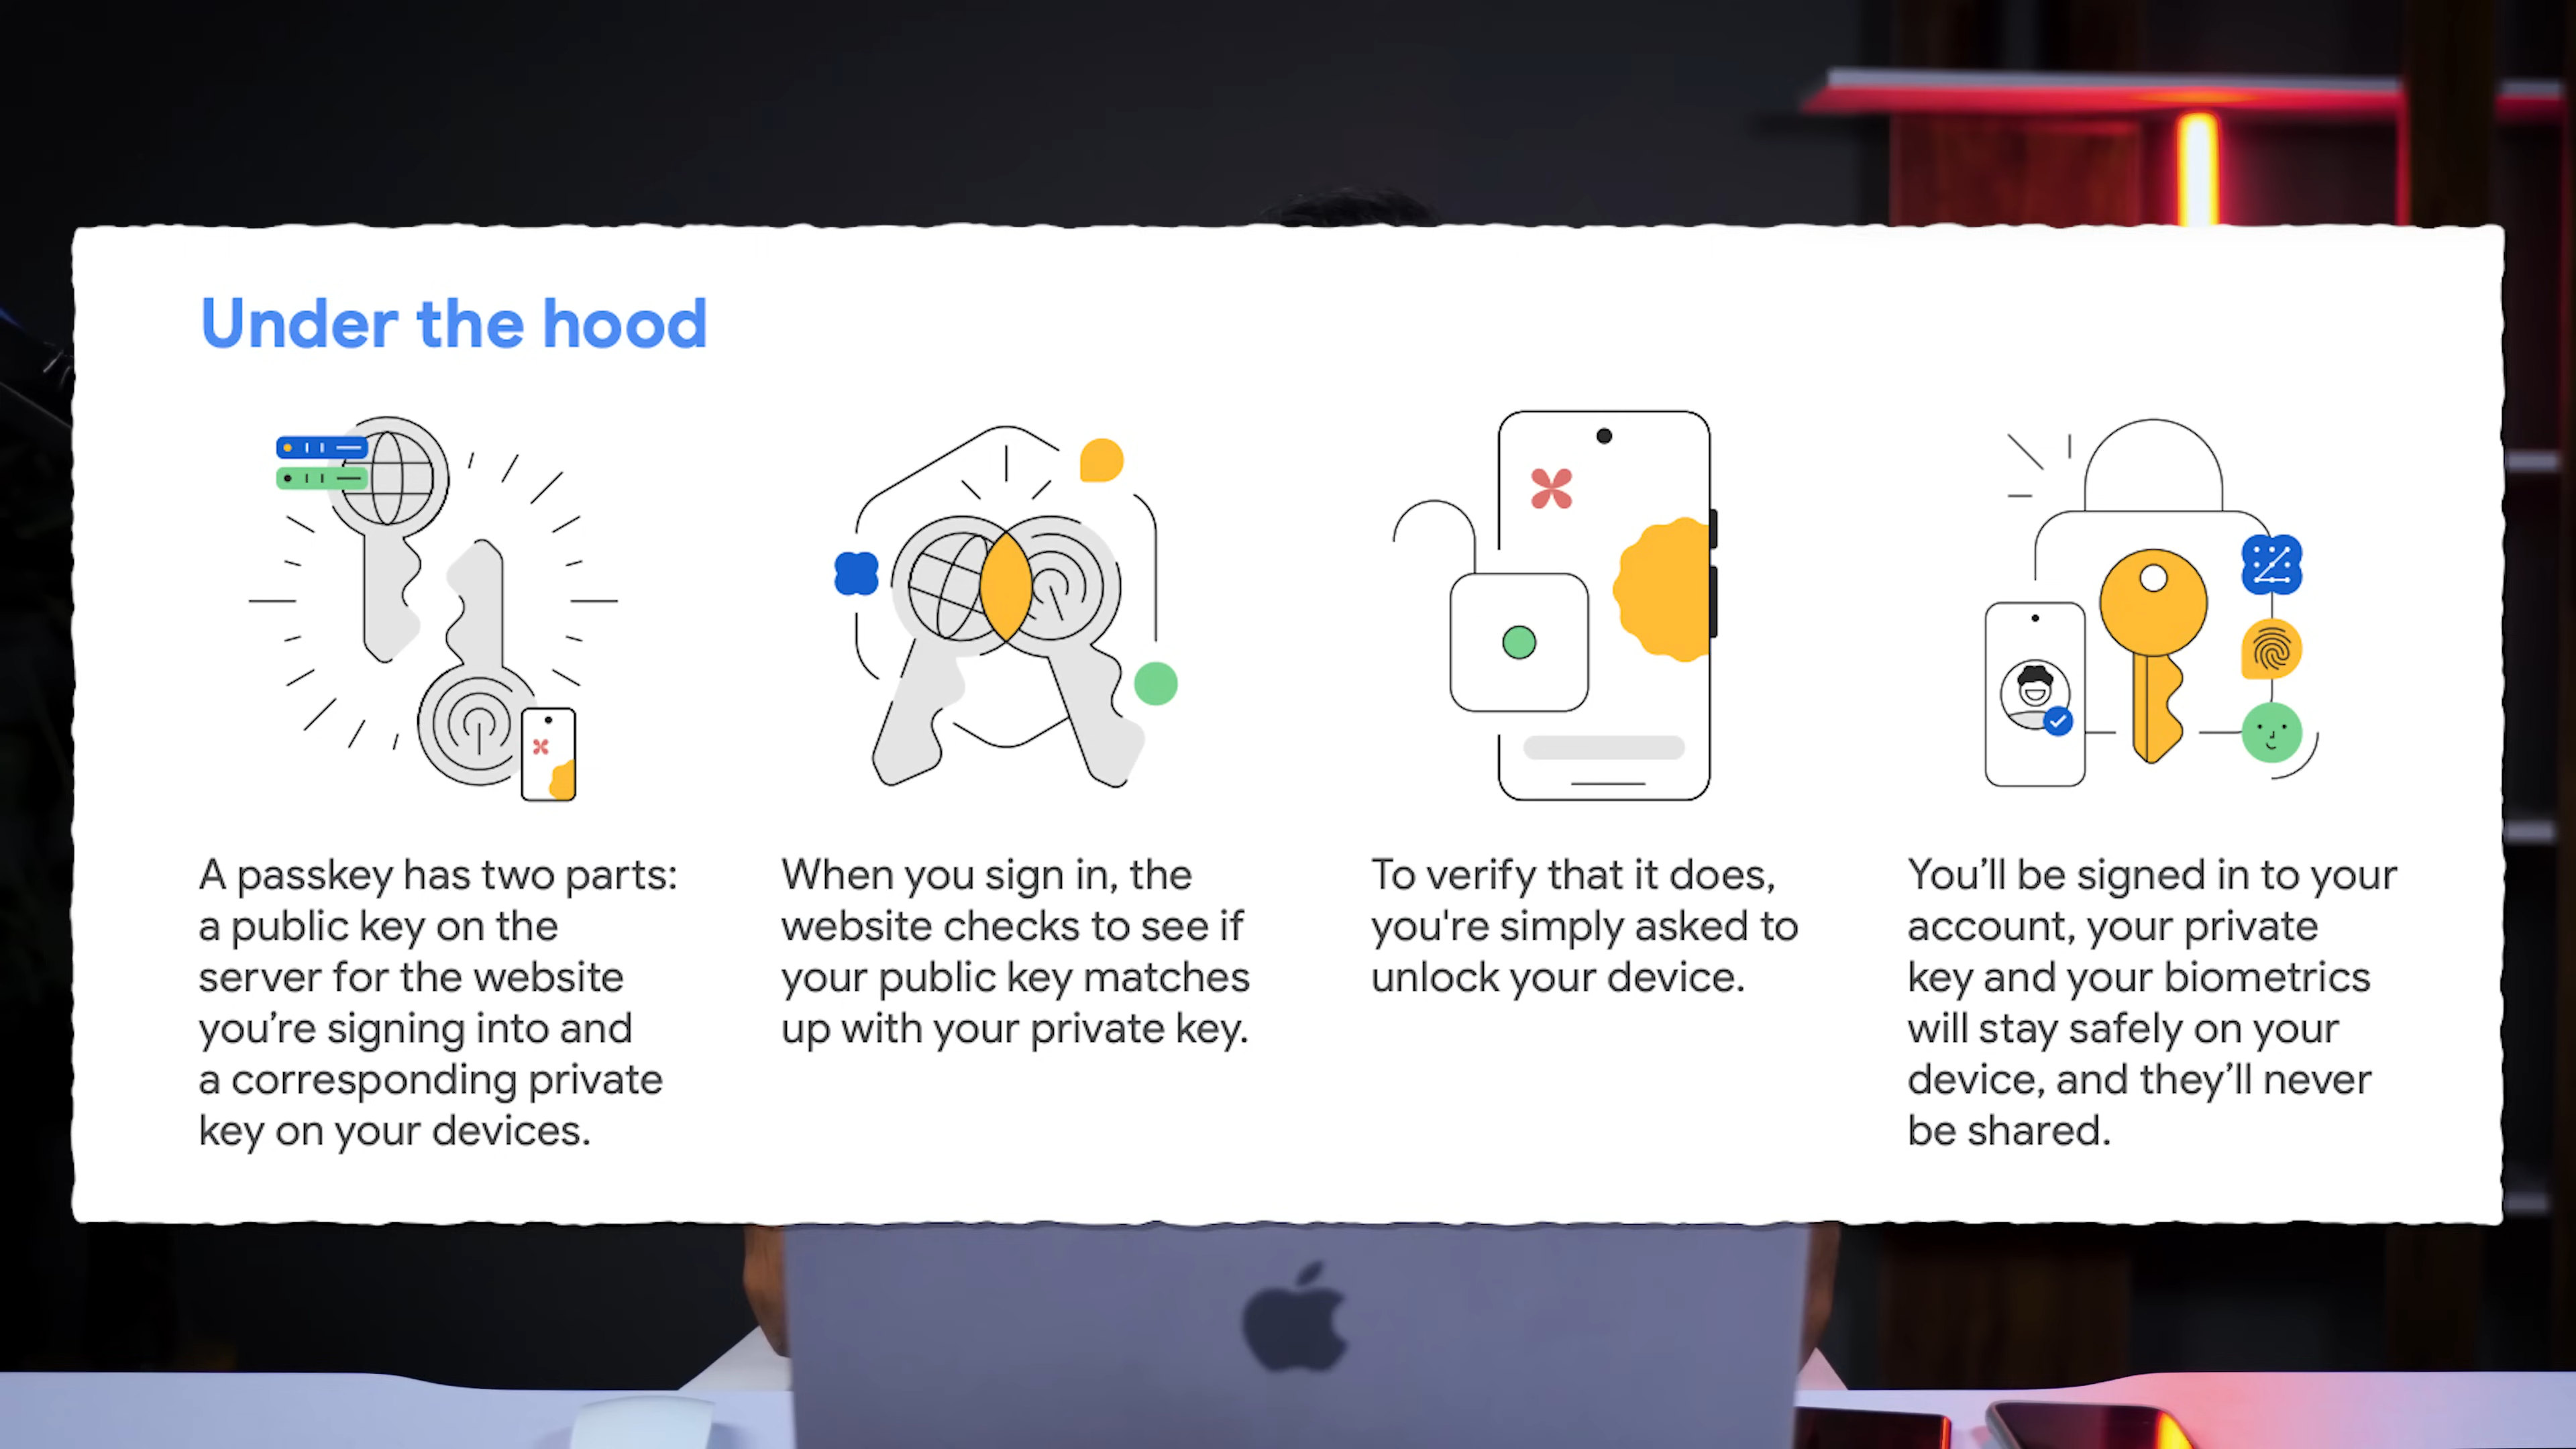 Under the hood
A passkey has two parts:
a public key on the
server for the website
you’re signing into and
a corresponding private
key on your devices.
When you sign in, the
website checks to see if
your public key matches
up with your private key.
To verify that it does,
you're simply asked to
unlock your device.
You’ll be signed in to your
account, your private
key and your biometrics
will stay safely on your
device, and they’ll never
be shared.